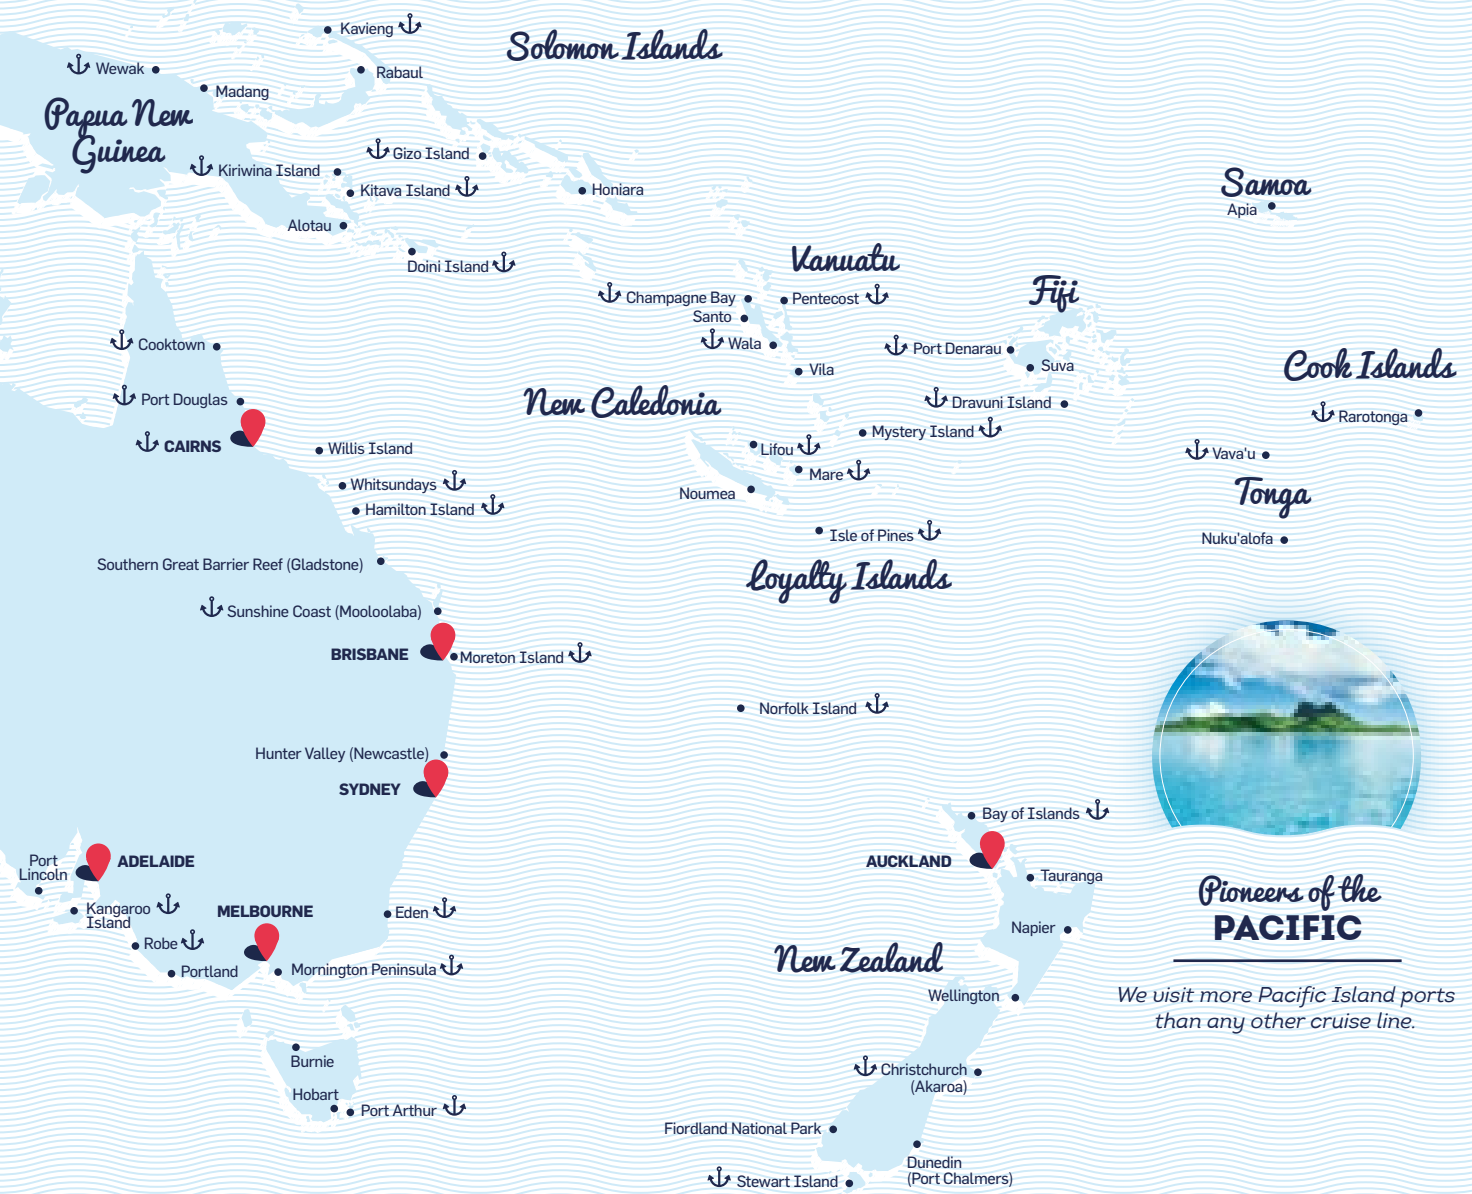 Kavieng
Solomon Islands
Wewak
Rabaul
Madang
Papua New
Guinea
Gizo Island
Kiriwina Island
Kitava Island
Honiara
Samoa
Apia
Alotau
Doini Island
Vanuatu
Champagne Bay
Pentecost
Fiji
Santo
Cooktown
Wala
Port Denarau
Suva
Vila
Cook Islands
Port Douglas
New Caledonia
Dravuni Island
Rarotonga
CAIRNS
Willis Island
Lifou
Mystery Island
Vava'u
Whitsundays
Mare
Tonga
Hamilton Island
Noumea
Isle of Pines
Nuku'alofa
Southern Great Barrier Reef (Gladstone)
Loyalty Islands
Sunshine Coast (Mooloolaba)
BRISBANE
Moreton Island
Norfolk Island
Hunter Valley (Newcastle)
SYDNEY
Bay of Islands
Port
Lincoln
ADELAIDE
AUCKLAND
Tauranga
Kangaroo
Island
MELBOURNE
Eden
Pioneers of the
PACIFIC
Napier
Robe
Portland
Mornington Peninsula
New Zealand
Wellington
We visit more Pacific Island ports
than any other cruise line.
Burnie
Christchurch
(Akaroa)
Hobart
Port Arthur
Fiordland National Park
Dunedin
(Port Chalmers)
Stewart Island